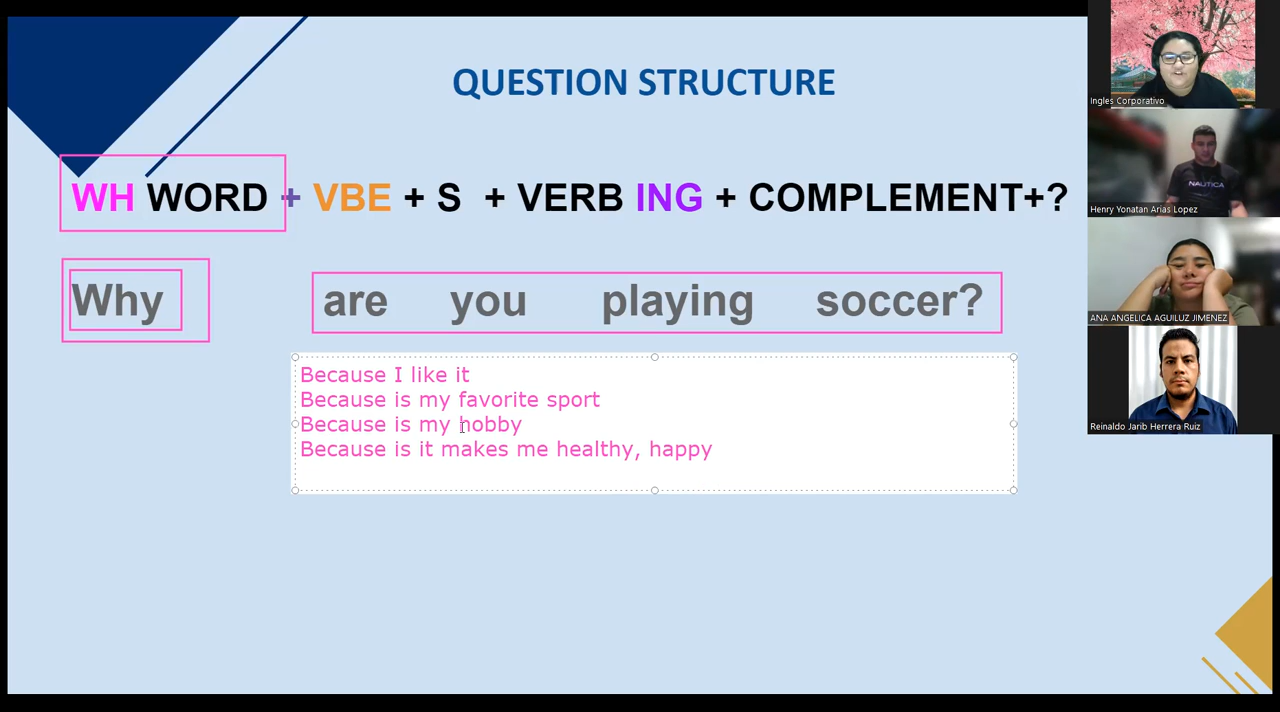 QUESTION STRUCTURE
WH WORD + VBE + S + VERB ING + COMPLEMENT+?
Why are you playing soccer?
Because I like it
Because is my favorite sport
Because is my hobby
Because is it makes me healthy, happy
Ingles Corporativo
NAUTICA
Henry Yonatan Arias Lopez
ANA ANGELICA AGUILUZ JIMENEZ
Reinaldo Jarib Herrera Ruiz